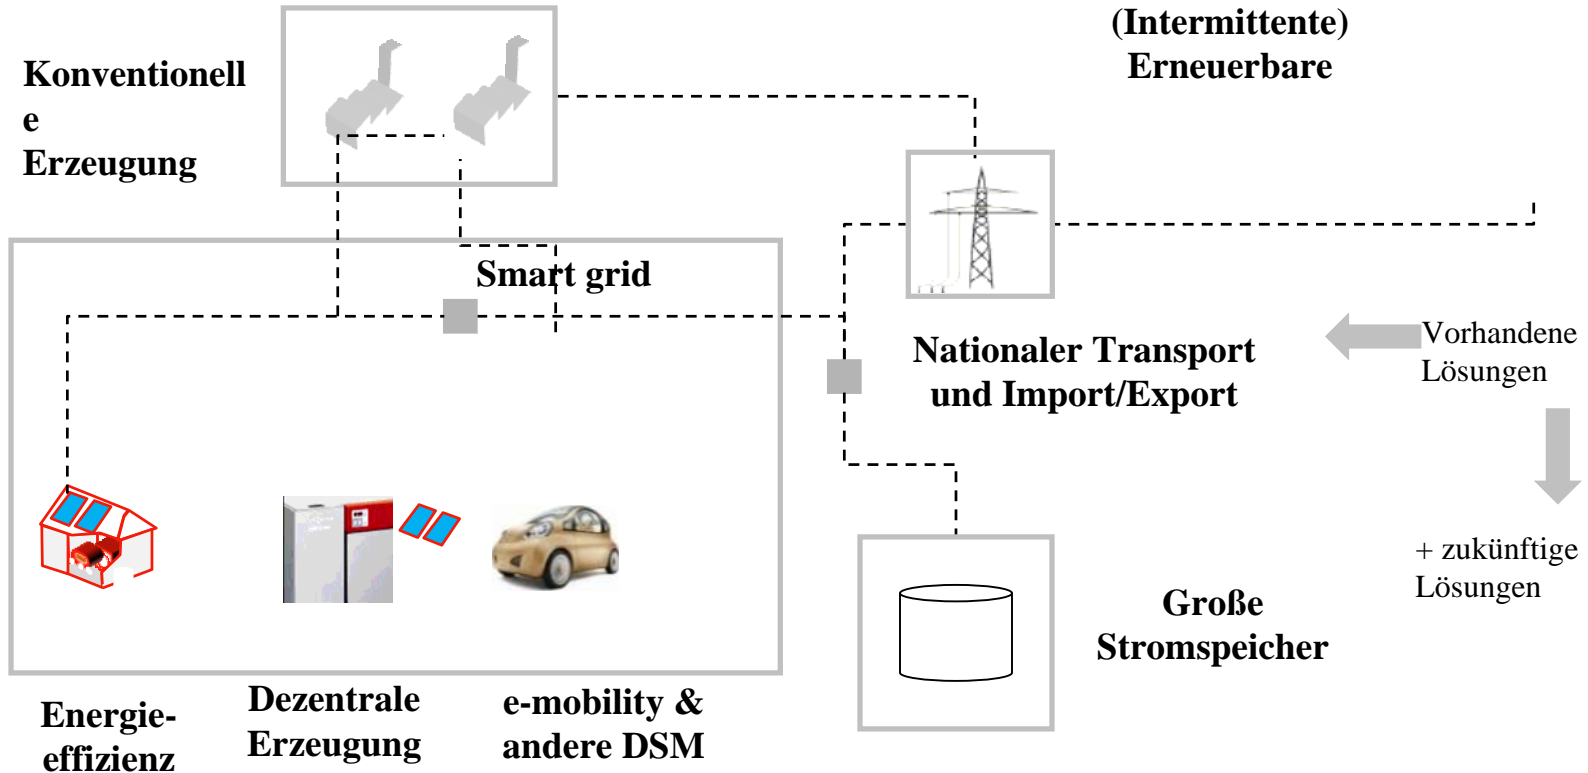 (Intermittente)
Erneuerbare
Konventionell
e
Erzeugung
Smart grid
Nationaler Transport
und Import/Export
Vorhandene
Lösungen
+ zukünftige
Lösungen
Große
Stromspeicher
Energie-
effizienz
Dezentrale
Erzeugung
e-mobility &
andere DSM